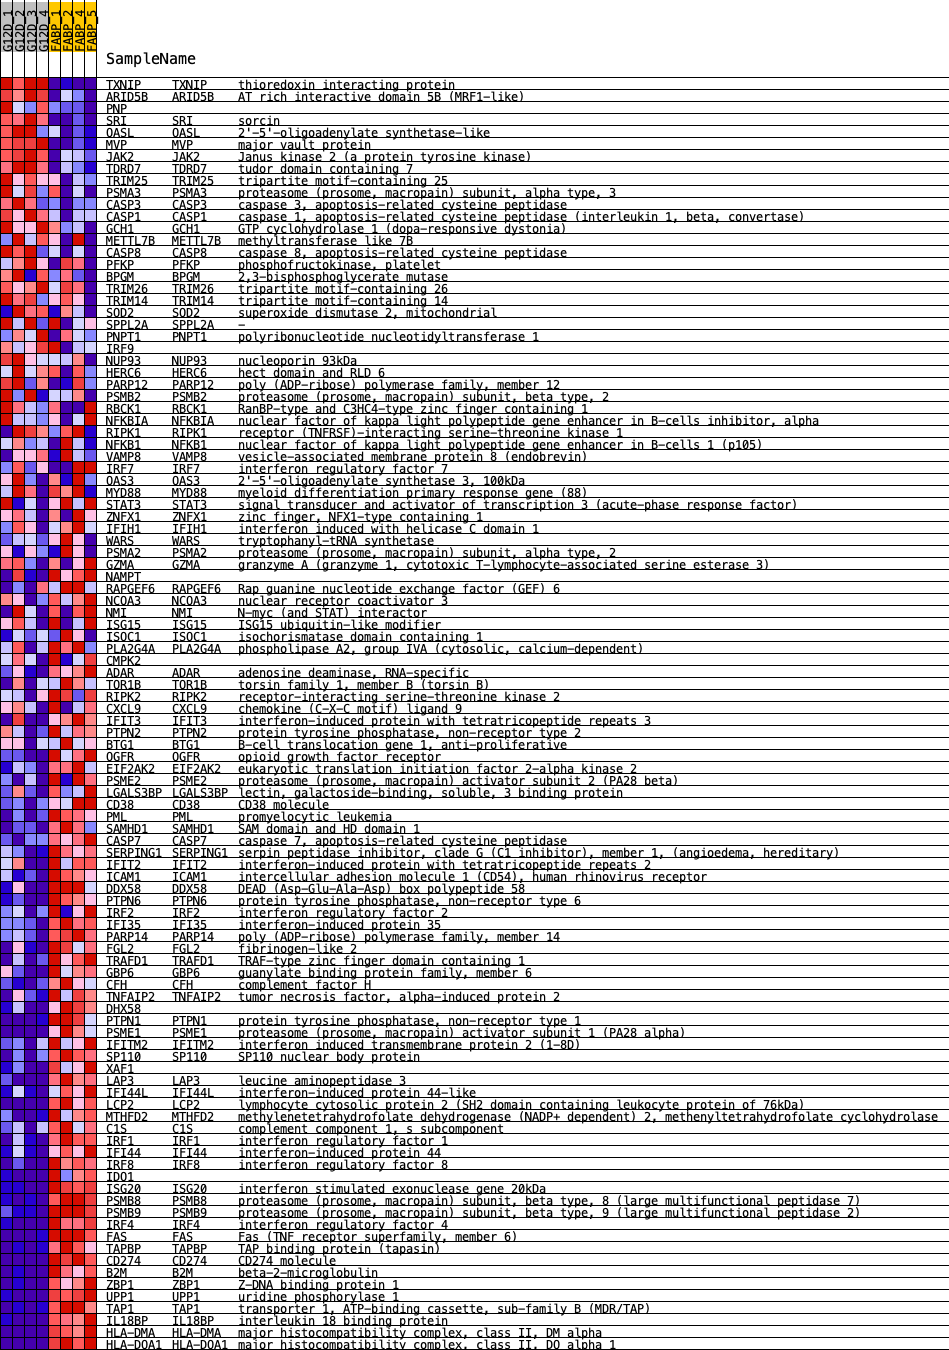 G12D_1
G12D_2
G12D_3
G12D_4
FABP_1
FABP_2
FABP_4
FABP_5
SampleName
TXNIP TXNIP thioredoxin interacting protein
ARID5B ARID5B AT rich interactive domain 5B (MRF1-like)
PNP
SRI SRI sorcin
OASL OASL 2'-5'-oligoadenylate synthetase-like
MVP MVP major vault protein
JAK2 JAK2 Janus kinase 2 (a protein tyrosine kinase)
TDRD7 TDRD7 tudor domain containing 7
TRIM25 TRIM25 tripartite motif-containing 25
PSMA3 PSMA3 proteasome (prosome, macropain) subunit, alpha type, 3
CASP3 CASP3 caspase 3, apoptosis-related cysteine peptidase
CASP1 CASP1 caspase 1, apoptosis-related cysteine peptidase (interleukin 1, beta, convertase)
GCH1 GCH1 GTP cyclohydrolase 1 (dopa-responsive dystonia)
METTL7B METTL7B methyltransferase like 7B
CASP8 CASP8 caspase 8, apoptosis-related cysteine peptidase
PFKP PFKP phosphofructokinase, platelet
BPGM BPGM 2,3-bisphosphoglycerate mutase
TRIM26 TRIM26 tripartite motif-containing 26
TRIM14 TRIM14 tripartite motif-containing 14
SOD2 SOD2 superoxide dismutase 2, mitochondrial
SPPL2A SPPL2A -
PNPT1 PNPT1 polyribonucleotide nucleotidyltransferase 1
IRF9
NUP93 NUP93 nucleoporin 93kDa
HERC6 HERC6 hect domain and RLD 6
PARP12 PARP12 poly (ADP-ribose) polymerase family, member 12
PSMB2 PSMB2 proteasome (prosome, macropain) subunit, beta type, 2
RBCK1 RBCK1 RanBP-type and C3HC4-type zinc finger containing 1
NFKBIA NFKBIA nuclear factor of kappa light polypeptide gene enhancer in B-cells inhibitor, alpha
RIPK1 RIPK1 receptor (TNFRSF)-interacting serine-threonine kinase 1
NFKB1 NFKB1 nuclear factor of kappa light polypeptide gene enhancer in B-cells 1 (p105)
VAMP8 VAMP8 vesicle-associated membrane protein 8 (endobrevin)
IRF7 IRF7 interferon regulatory factor 7
OAS3 OAS3 2'-5'-oligoadenylate synthetase 3, 100kDa
MYD88 MYD88 myeloid differentiation primary response gene (88)
STAT3 STAT3 signal transducer and activator of transcription 3 (acute-phase response factor)
ZNFX1 ZNFX1 zinc finger, NFX1-type containing 1
IFIH1 IFIH1 interferon induced with helicase C domain 1
WARS WARS tryptophanyl-tRNA synthetase
PSMA2 PSMA2 proteasome (prosome, macropain) subunit, alpha type, 2
GZMA GZMA granzyme A (granzyme 1, cytotoxic T-lymphocyte-associated serine esterase 3)
NAMPT
RAPGEF6 RAPGEF6 Rap guanine nucleotide exchange factor (GEF) 6
NCOA3 NCOA3 nuclear receptor coactivator 3
NMI NMI N-myc (and STAT) interactor
ISG15 ISG15 ISG15 ubiquitin-like modifier
ISOC1 ISOC1 isochorismatase domain containing 1
PLA2G4A PLA2G4A phospholipase A2, group IVA (cytosolic, calcium-dependent)
CMPK2
ADAR ADAR adenosine deaminase, RNA-specific
TOR1B TOR1B torsin family 1, member B (torsin B)
RIPK2 RIPK2 receptor-interacting serine-threonine kinase 2
CXCL9 CXCL9 chemokine (C-X-C motif) ligand 9
IFIT3 IFIT3 interferon-induced protein with tetratricopeptide repeats 3
PTPN2 PTPN2 protein tyrosine phosphatase, non-receptor type 2
BTG1 BTG1 B-cell translocation gene 1, anti-proliferative
OGFR OGFR opioid growth factor receptor
EIF2AK2 EIF2AK2 eukaryotic translation initiation factor 2-alpha kinase 2
PSME2 PSME2 proteasome (prosome, macropain) activator subunit 2 (PA28 beta)
LGALS3BP LGALS3BP lectin, galactoside-binding, soluble, 3 binding protein
CD38 CD38 CD38 molecule
PML PML promyelocytic leukemia
SAMHD1 SAMHD1 SAM domain and HD domain 1
CASP7 CASP7 caspase 7, apoptosis-related cysteine peptidase
SERPING1 SERPING1 serpin peptidase inhibitor, clade G (C1 inhibitor), member 1, (angioedema, hereditary)
IFIT2 IFIT2 interferon-induced protein with tetratricopeptide repeats 2
ICAM1 ICAM1 intercellular adhesion molecule 1 (CD54), human rhinovirus receptor
DDX58 DDX58 DEAD (Asp-Glu-Ala-Asp) box polypeptide 58
PTPN6 PTPN6 protein tyrosine phosphatase, non-receptor type 6
IRF2 IRF2 interferon regulatory factor 2
IFI35 IFI35 interferon-induced protein 35
PARP14 PARP14 poly (ADP-ribose) polymerase family, member 14
FGL2 FGL2 fibrinogen-like 2
TRAFD1 TRAFD1 TRAF-type zinc finger domain containing 1
GBP6 GBP6 guanylate binding protein family, member 6
CFH CFH complement factor H
TNFAIP2 TNFAIP2 tumor necrosis factor, alpha-induced protein 2
DHX58
PTPN1 PTPN1 protein tyrosine phosphatase, non-receptor type 1
PSME1 PSME1 proteasome (prosome, macropain) activator subunit 1 (PA28 alpha)
IFITM2 IFITM2 interferon induced transmembrane protein 2 (1-8D)
SP110 SP110 SP110 nuclear body protein
XAF1
LAP3 LAP3 leucine aminopeptidase 3
IFI44L IFI44L interferon-induced protein 44-like
LCP2 LCP2 lymphocyte cytosolic protein 2 (SH2 domain containing leukocyte protein of 76kDa)
MTHFD2 MTHFD2 methylenetetrahydrofolate dehydrogenase (NADP+ dependent) 2, methenyltetrahydrofolate cyclohydrolase
C1S C1S complement component 1, s subcomponent
IRF1 IRF1 interferon regulatory factor 1
IFI44 IFI44 interferon-induced protein 44
IRF8 IRF8 interferon regulatory factor 8
IDO1
ISG20 ISG20 interferon stimulated exonuclease gene 20kDa
PSMB8 PSMB8 proteasome (prosome, macropain) subunit, beta type, 8 (large multifunctional peptidase 7)
PSMB9 PSMB9 proteasome (prosome, macropain) subunit, beta type, 9 (large multifunctional peptidase 2)
IRF4 IRF4 interferon regulatory factor 4
FAS FAS Fas (TNF receptor superfamily, member 6)
TAPBP TAPBP TAP binding protein (tapasin)
CD274 CD274 CD274 molecule
B2M B2M beta-2-microglobulin
ZBP1 ZBP1 Z-DNA binding protein 1
UPP1 UPP1 uridine phosphorylase 1
TAP1 TAP1 transporter 1, ATP-binding cassette, sub-family B (MDR/TAP)
IL18BP IL18BP interleukin 18 binding protein
HLA-DMA HLA-DMA major histocompatibility complex, class II, DM alpha
HLA-DQA1 HLA-DQA1 major histocompatibility complex, class II, DQ alpha 1